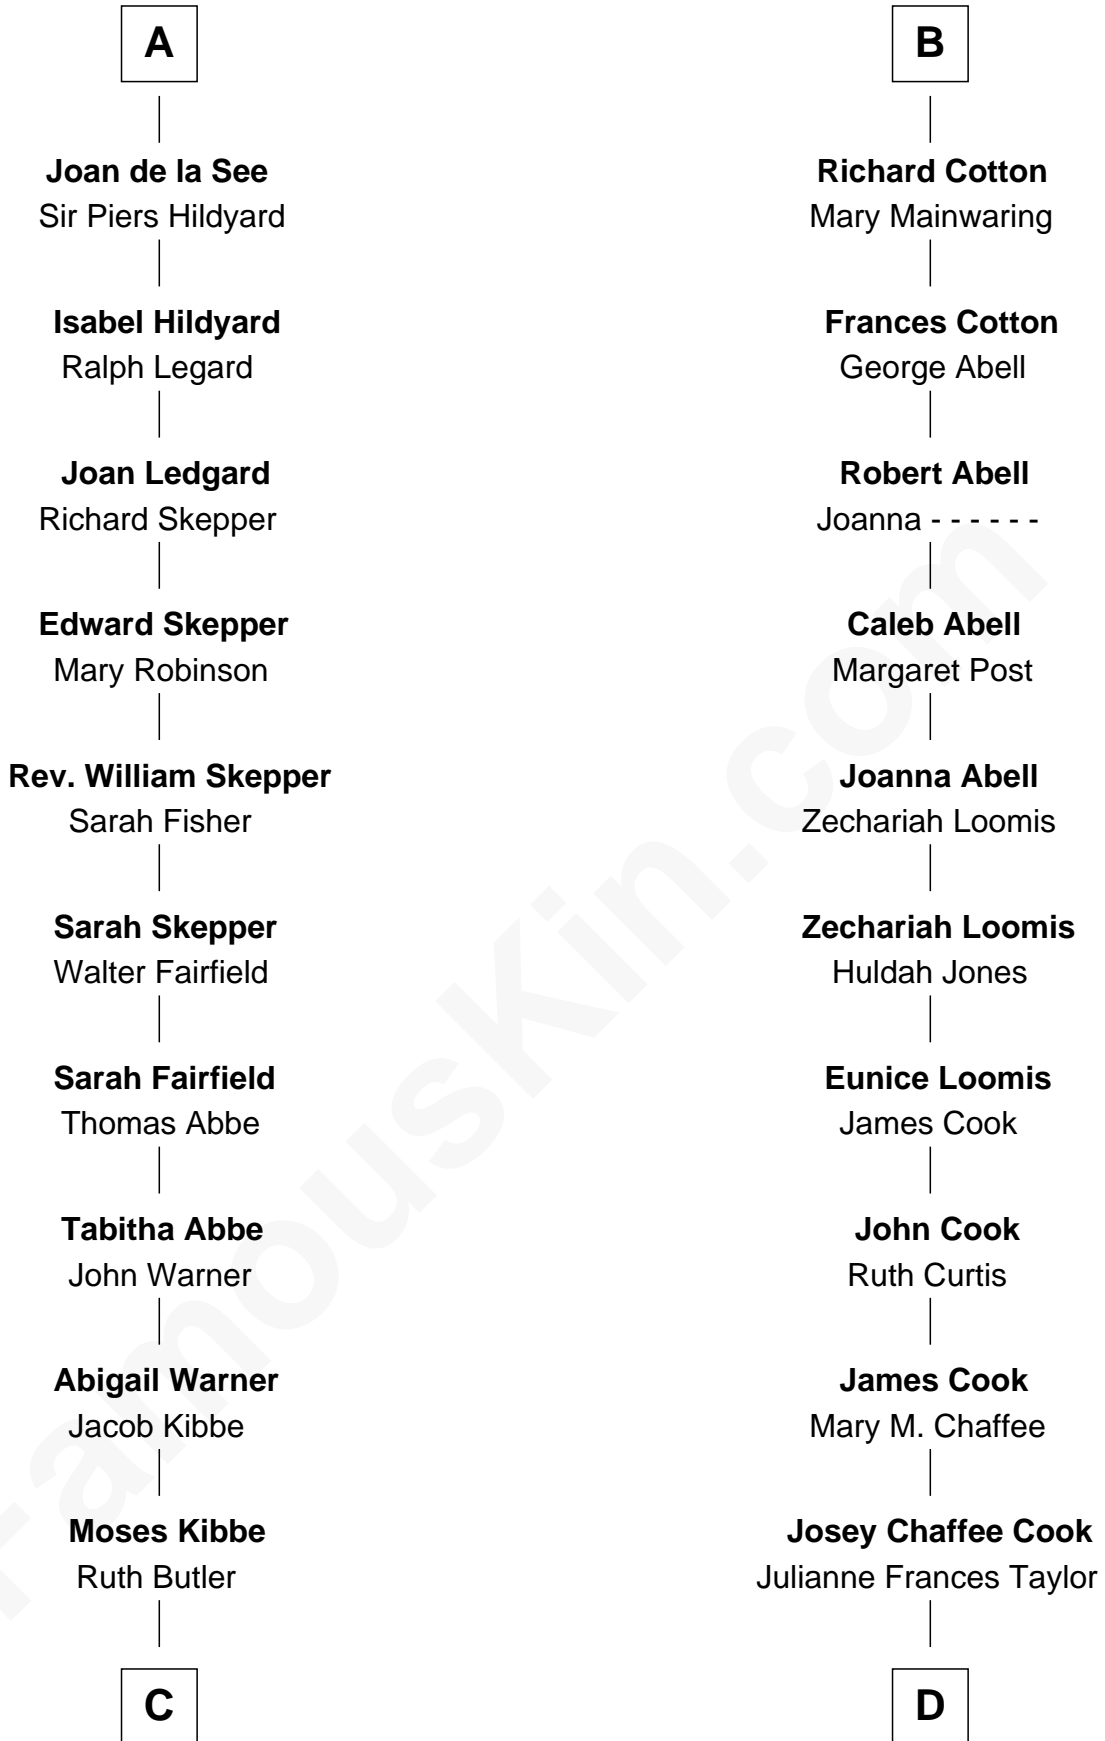 A
Joan de la See
Sir Piers Hildyard
Isabel Hildyard
Ralph Legard
Joan Ledgard
Richard Skepper
Edward Skepper
Mary Robinson
Rev. William Skepper
Sarah Fisher
Sarah Skepper
Walter Fairfield
Sarah Fairfield
Thomas Abbe
Tabitha Abbe
John Warner
Abigail Warner
Jacob Kibbe
Moses Kibbe
Ruth Butler
C
B
Richard Cotton
Mary Mainwaring
Frances Cotton
George Abell
Robert Abell
Joanna - - - - - -
Caleb Abell
Margaret Post
Joanna Abell
Zechariah Loomis
Zechariah Loomis
Huldah Jones
Eunice Loomis
James Cook
John Cook
Ruth Curtis
James Cook
Mary M. Chaffee
Josey Chaffee Cook
Julianne Frances Taylor
D
FamousKin.com